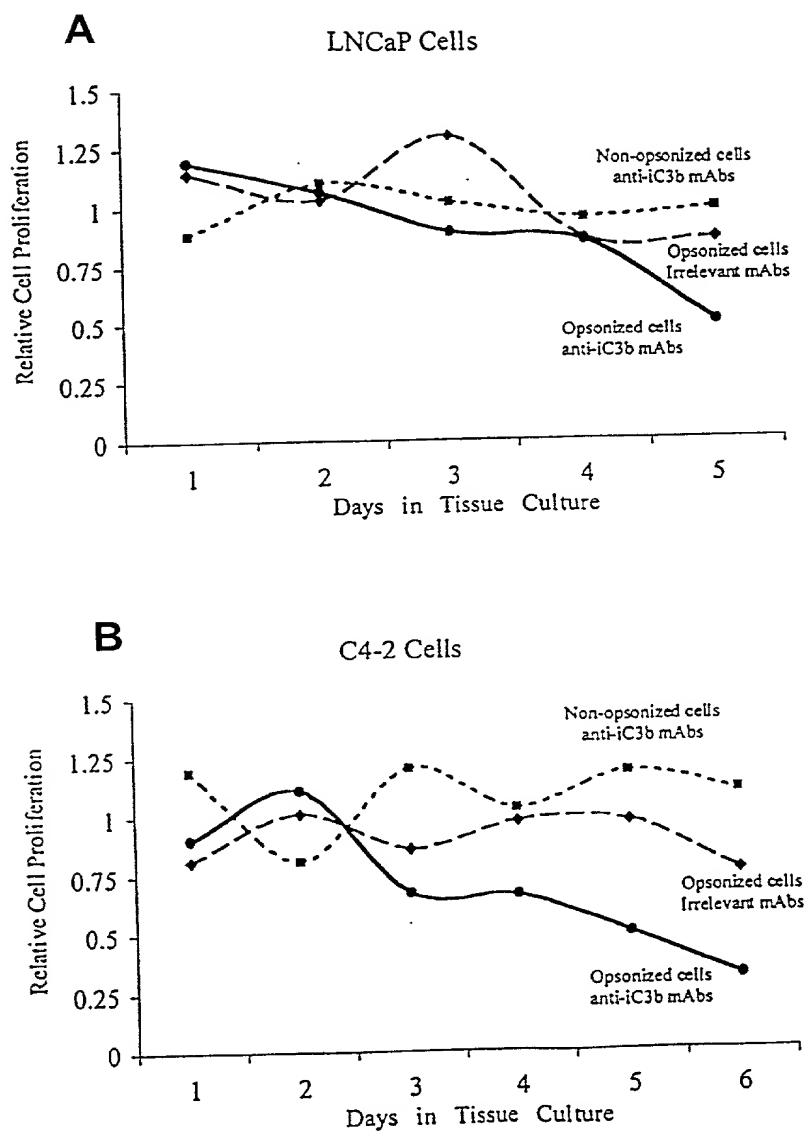 A
LNCaP Cells
1.5
1.25
1
0.75
0.5
0.25
0
Relative Cell Proliferation
Non-opsonized cells
anti-iC3b mAbs
Opsonized cells
Irrelevant mAbs
Opsonized cells
anti-iC3b mAbs
1 2 3 4 5
Days in Tissue Culture
B
C4-2 Cells
1.5
1.25
1
0.75
0.5
0.25
0
Relative Cell Proliferation
Non-opsonized cells
anti-iC3b mAbs
Opsonized cells
Irrelevant mAbs
Opsonized cells
anti-iC3b mAbs
1 2 3 4 5 6
Days in Tissue Culture